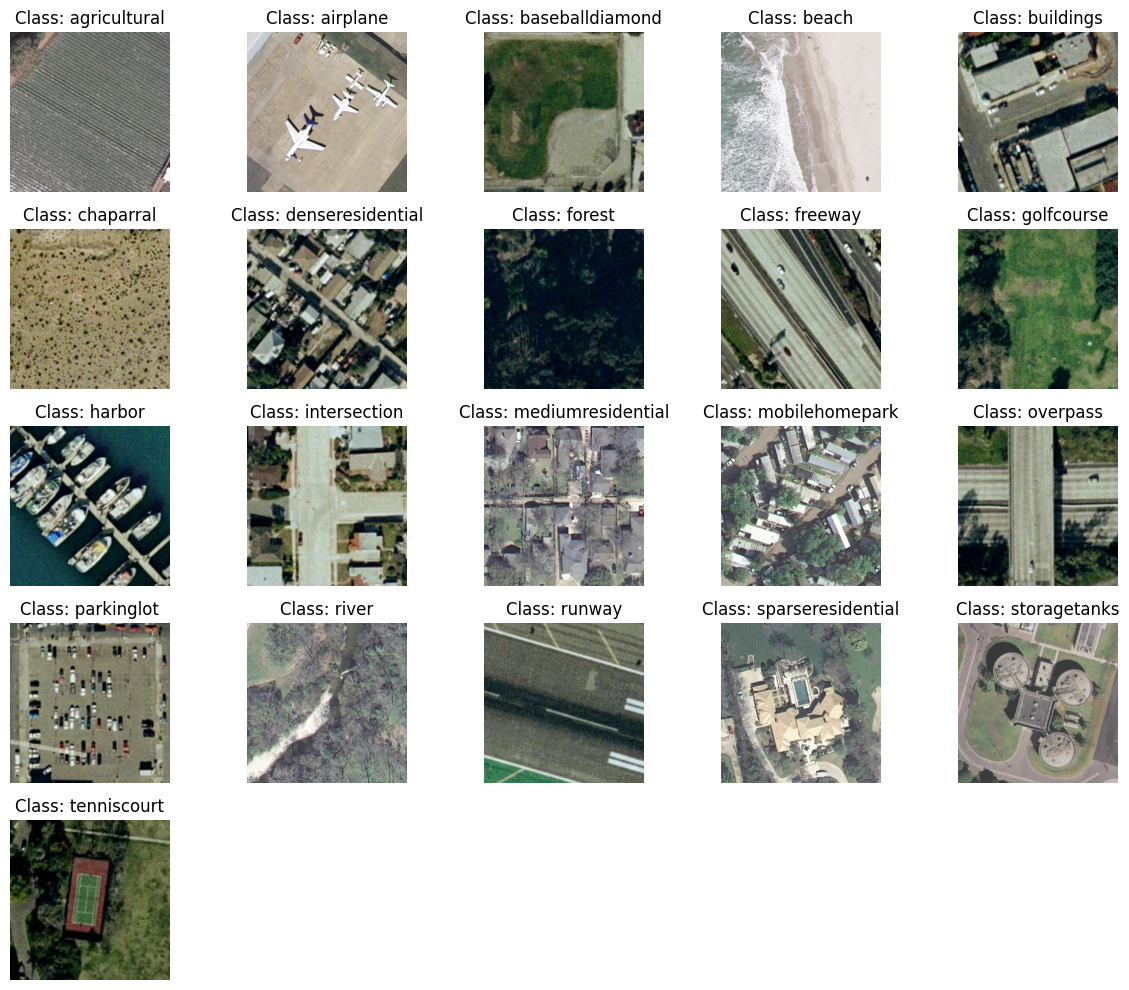 Class: agricultural
Class: airplane
Class: baseballdiamond
Class: beach
Class: buildings
Class: chaparral
Class: denseresidential
Class: forest
Class: freeway
Class: golfcourse
Class: harbor
Class: intersection
Class: mediumresidential
Class: mobilehomepark
Class: overpass
Class: parkinglot
Class: river
Class: runway
Class: sparseresidential
Class: storagetanks
Class: tenniscourt